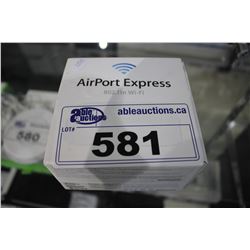 AirPort Express
802.11n Wi-Fi
able auctions
ableauctions.ca
LOT#
581
580